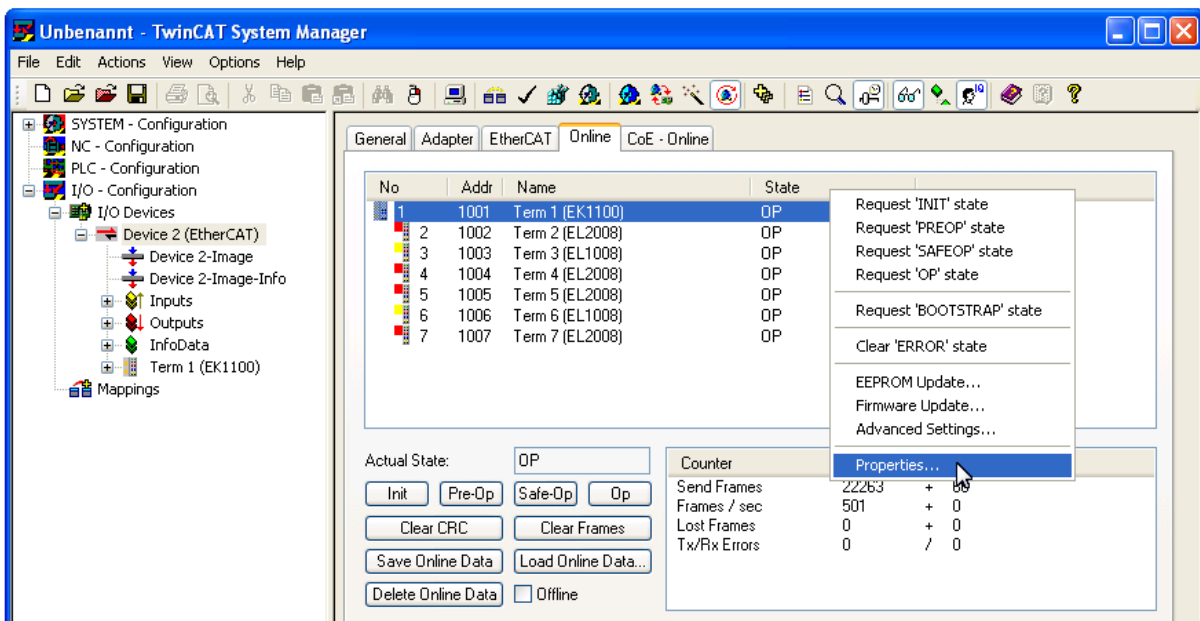 Unbenannt - TwinCAT System Manager
File Edit Actions View Options Help
SYSTEM - Configuration
NC - Configuration
PLC - Configuration
I/O - Configuration
I/O Devices
Device 2 (EtherCAT)
Device 2-Image
Device 2-Image-Info
Inputs
Outputs
InfoData
Term 1 (EK1100)
Mappings
General Adapter EtherCAT Online CoE - Online
No Addr Name State
1 1001 Term 1 (EK1100) OP
2 1002 Term 2 (EL2008) OP
3 1003 Term 3 (EL1008) OP
4 1004 Term 4 (EL2008) OP
5 1005 Term 5 (EL2008) OP
6 1006 Term 6 (EL1008) OP
7 1007 Term 7 (EL2008) OP
Request 'INIT' state
Request 'PREOP' state
Request 'SAFEOP' state
Request 'OP' state
Request 'BOOTSTRAP' state
Clear 'ERROR' state
EEPROM Update...
Firmware Update...
Advanced Settings...
Properties...
Actual State: OP
Init Pre-Op Safe-Op Op
Clear CRC Clear Frames
Save Online Data Load Online Data...
Delete Online Data Offline
Counter
Send Frames 22263 +
Frames / sec 501 + 0
Lost Frames 0 + 0
Tx/Rx Errors 0 / 0